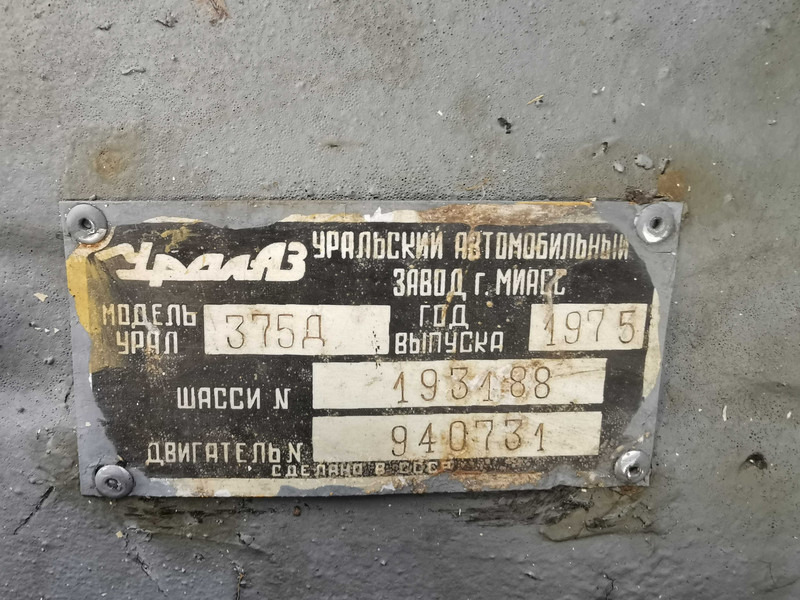 УралАЗ УРАЛЬСКИЙ АВТОМОБИЛЬНЫЙ
ЗАВОД г. МИАСС
МОДЕЛЬ УРАЛ 375Д ГОД ВЫПУСКА 1975
ШАССИ N 193188
ДВИГАТЕЛЬ N 940731
СДЕЛАНО В СССР